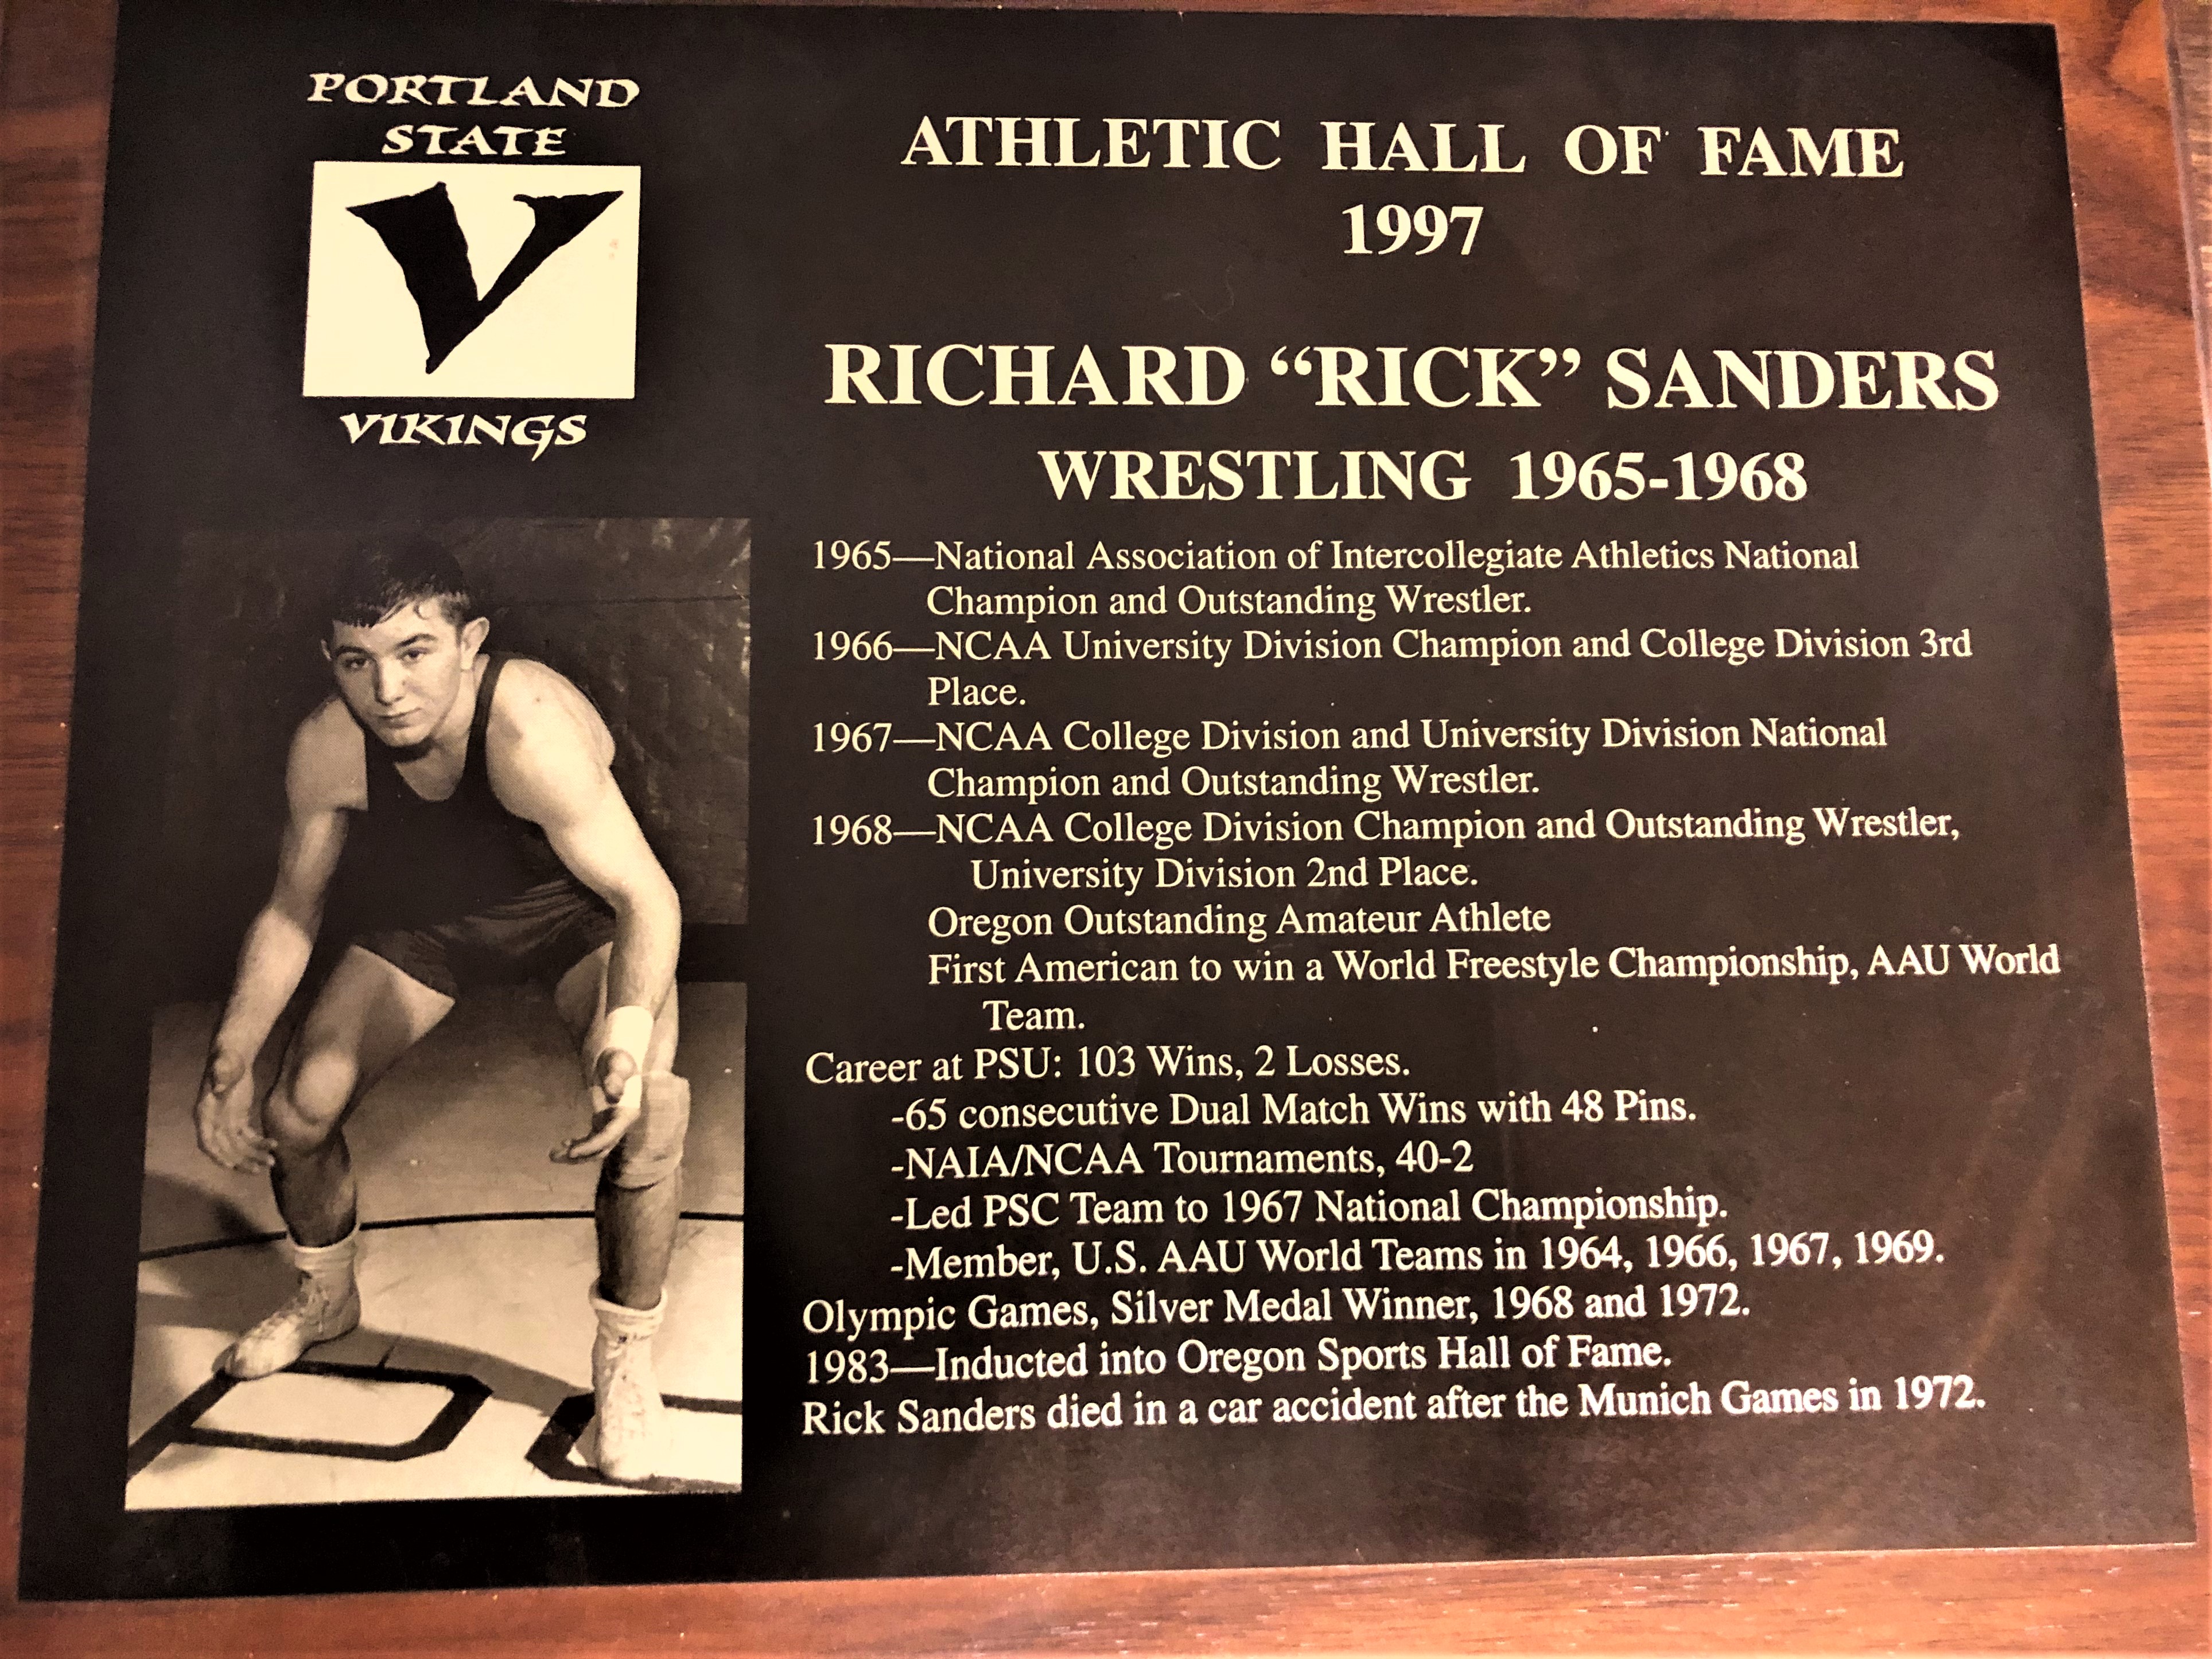 PORTLAND
STATE
V
VIKINGS
ATHLETIC HALL OF FAME
1997
RICHARD “RICK” SANDERS
WRESTLING 1965-1968
1965—National Association of Intercollegiate Athletics National
Champion and Outstanding Wrestler.
1966—NCAA University Division Champion and College Division 3rd
Place.
1967—NCAA College Division and University Division National
Champion and Outstanding Wrestler.
1968—NCAA College Division Champion and Outstanding Wrestler,
University Division 2nd Place.
Oregon Outstanding Amateur Athlete
First American to win a World Freestyle Championship, AAU World
Team.
Career at PSU: 103 Wins, 2 Losses.
-65 consecutive Dual Match Wins with 48 Pins.
-NAIA/NCAA Tournaments, 40-2
-Led PSC Team to 1967 National Championship.
-Member, U.S. AAU World Teams in 1964, 1966, 1967, 1969.
Olympic Games, Silver Medal Winner, 1968 and 1972.
1983—Inducted into Oregon Sports Hall of Fame.
Rick Sanders died in a car accident after the Munich Games in 1972.